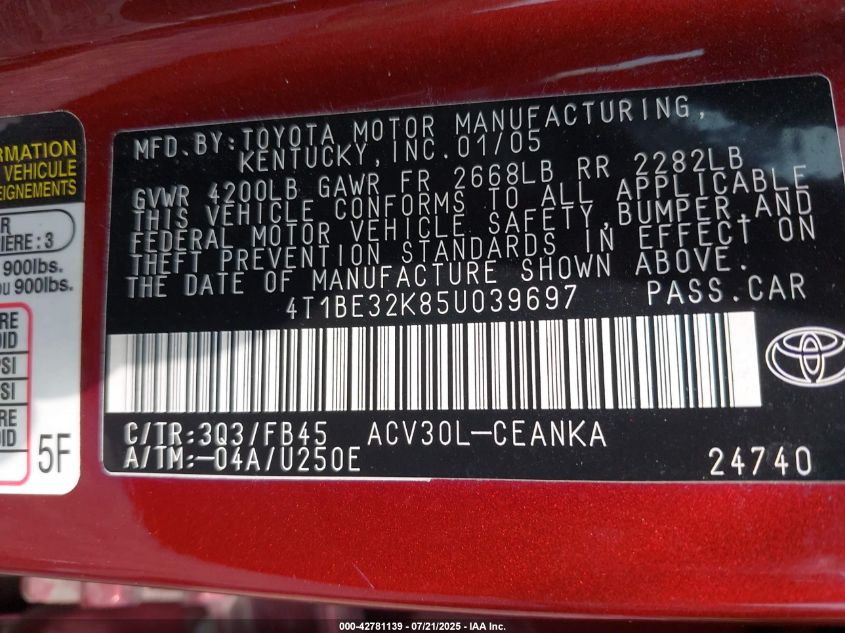 MFD. BY: TOYOTA MOTOR MANUFACTURING,
KENTUCKY, INC. 01/05
GVWR 4200LB GAWR FR 2668LB RR 2282LB
THIS VEHICLE CONFORMS TO ALL APPLICABLE
FEDERAL MOTOR VEHICLE SAFETY, BUMPER, AND
THEFT PREVENTION STANDARDS IN EFFECT ON
THE DATE OF MANUFACTURE SHOWN ABOVE.
4T1BE32K85U039697 PASS.CAR
C/TR:3Q3/FB45 ACV30L-CEANKA
A/TM:-04A/U250E 24740
VEHICLE
: 3
900lbs.
900lbs.
5F
000-42781139 - 07/21/2025 - IAA Inc.